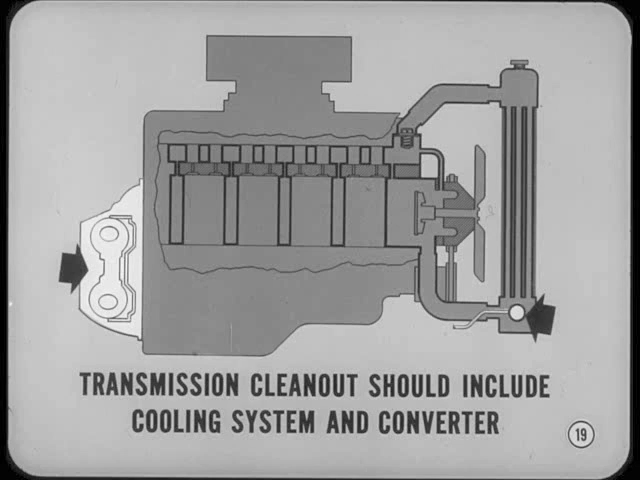 TRANSMISSION CLEANOUT SHOULD INCLUDE
COOLING SYSTEM AND CONVERTER
19